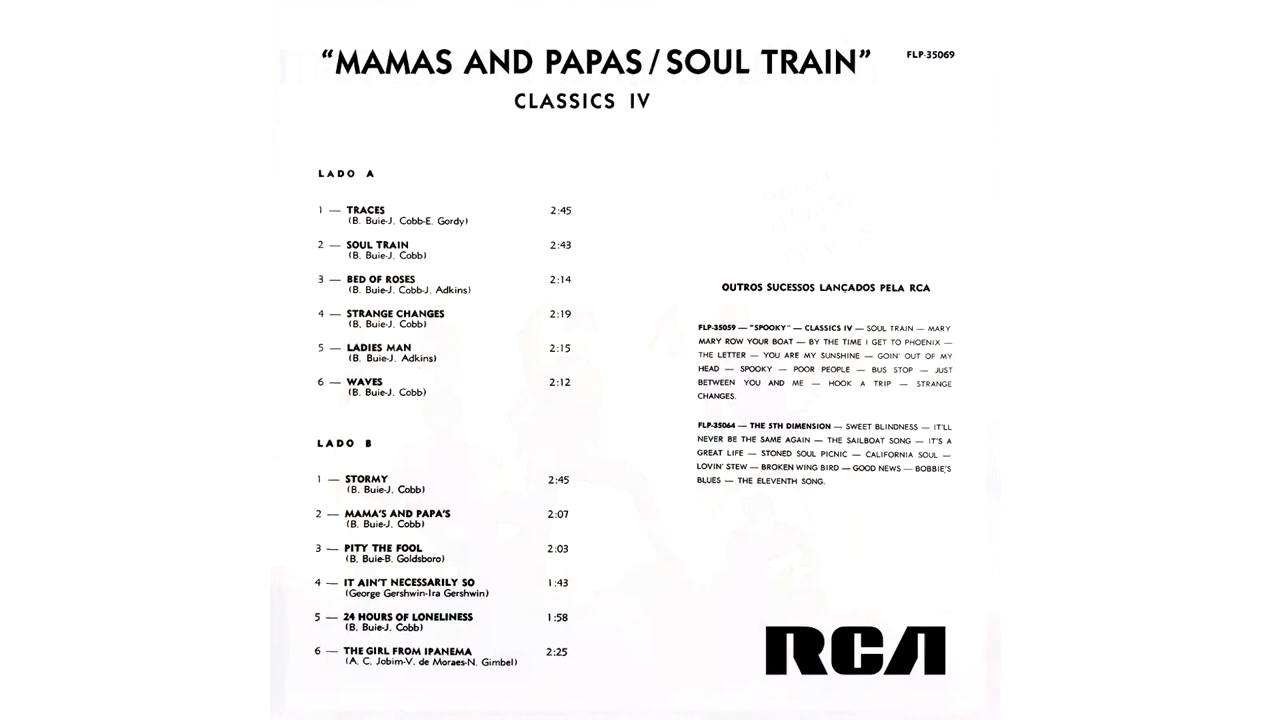 “MAMAS AND PAPAS/SOUL TRAIN”
FLP-35069
CLASSICS IV
LADO A
1 — TRACES 2:45
(B. Buie-J. Cobb-E. Gordy)
2 — SOUL TRAIN 2:43
(B. Buie-J. Cobb)
3 — BED OF ROSES 2:14
(B. Buie-J. Cobb-J. Adkins)
4 — STRANGE CHANGES 2:19
(B. Buie-J. Cobb)
5 — LADIES MAN 2:15
(B. Buie-J. Adkins)
6 — WAVES 2:12
(B. Buie-J. Cobb)
LADO B
1 — STORMY 2:45
(B. Buie-J. Cobb)
2 — MAMA'S AND PAPA'S 2:07
(B. Buie-J. Cobb)
3 — PITY THE FOOL 2:03
(B. Buie-B. Goldsboro)
4 — IT AIN'T NECESSARILY SO 1:43
(George Gershwin-Ira Gershwin)
5 — 24 HOURS OF LONELINESS 1:58
(B. Buie-J. Cobb)
6 — THE GIRL FROM IPANEMA 2:25
(A. C. Jobim-V. de Moraes-N. Gimbel)
OUTROS SUCESSOS LANÇADOS PELA RCA
FLP-35059 — "SPOOKY" — CLASSICS IV — SOUL TRAIN — MARY
MARY ROW YOUR BOAT — BY THE TIME I GET TO PHOENIX —
THE LETTER — YOU ARE MY SUNSHINE — GOIN' OUT OF MY
HEAD — SPOOKY — POOR PEOPLE — BUS STOP — JUST
BETWEEN YOU AND ME — HOOK A TRIP — STRANGE
CHANGES.
FLP-35064 — THE 5TH DIMENSION — SWEET BLINDNESS — IT'LL
NEVER BE THE SAME AGAIN — THE SAILBOAT SONG — IT'S A
GREAT LIFE — STONED SOUL PICNIC — CALIFORNIA SOUL —
LOVIN' STEW — BROKEN WING BIRD — GOOD NEWS — BOBBIE'S
BLUES — THE ELEVENTH SONG.
RCA